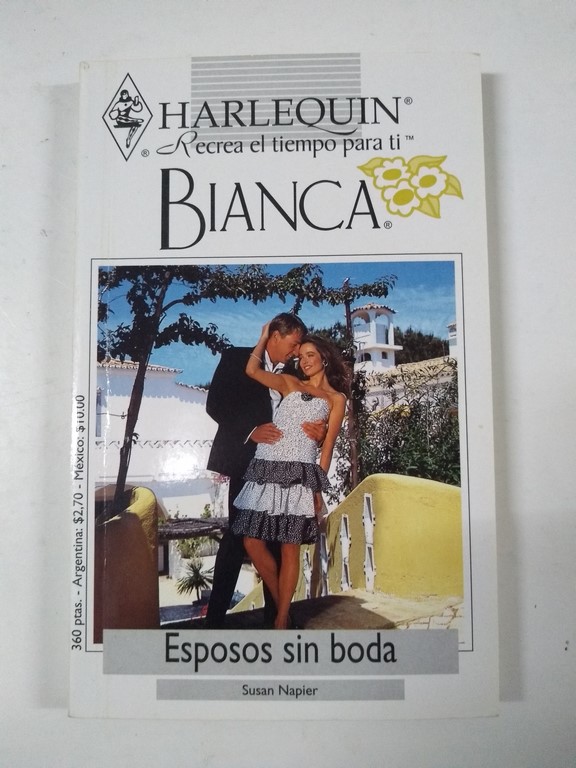 HARLEQUIN®
® Recrea el tiempo para ti™
BIANCA®
360 ptas. - Argentina: $2,70 - México: $10.00
Esposos sin boda
Susan Napier